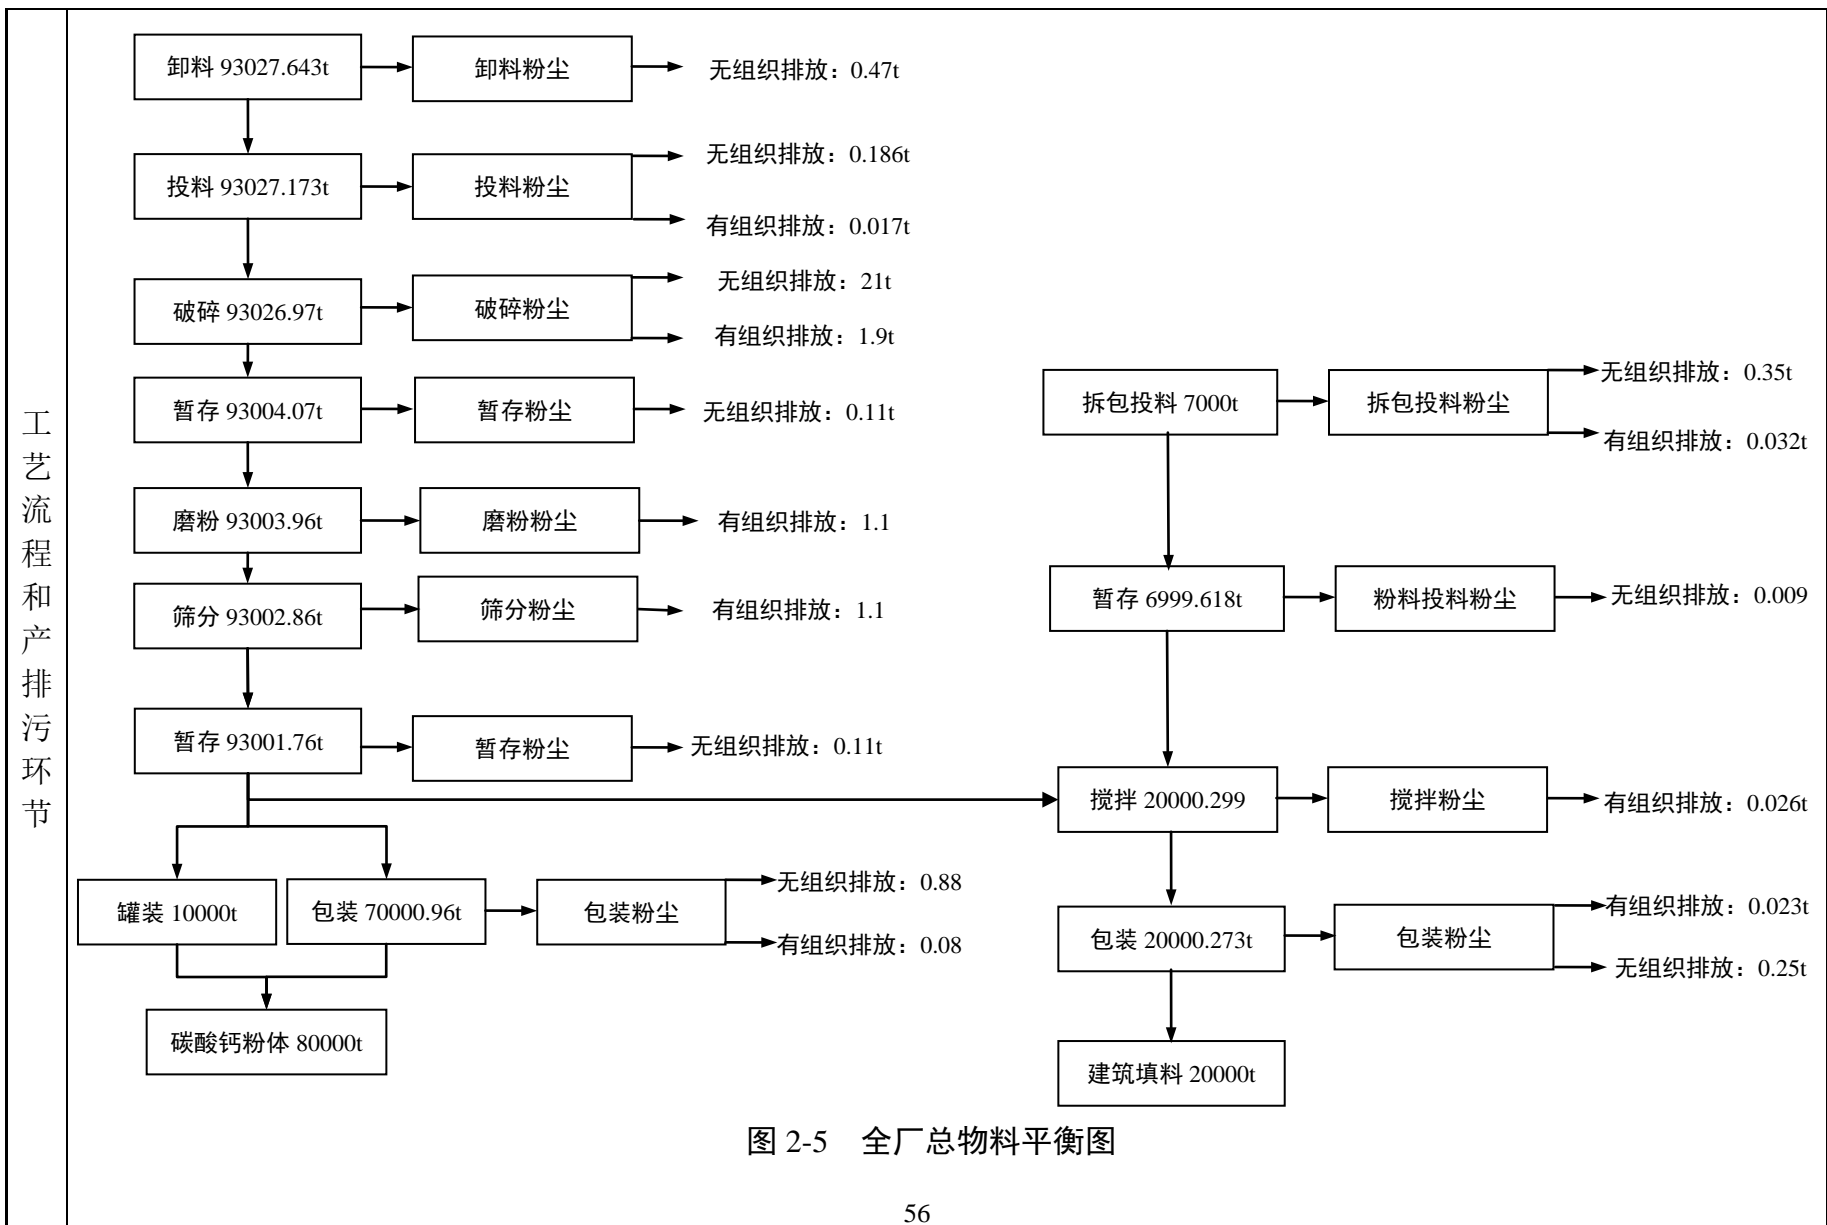 工艺流程和产排污环节
卸料 93027.643t
卸料粉尘
无组织排放：0.47t
投料 93027.173t
投料粉尘
无组织排放：0.186t
有组织排放：0.017t
破碎 93026.97t
破碎粉尘
无组织排放：21t
有组织排放：1.9t
暂存 93004.07t
暂存粉尘
无组织排放：0.11t
磨粉 93003.96t
磨粉粉尘
有组织排放：1.1
筛分 93002.86t
筛分粉尘
有组织排放：1.1
暂存 93001.76t
暂存粉尘
无组织排放：0.11t
罐装 10000t
包装 70000.96t
包装粉尘
无组织排放：0.88
有组织排放：0.08
碳酸钙粉体 80000t
拆包投料 7000t
拆包投料粉尘
无组织排放：0.35t
有组织排放：0.032t
暂存 6999.618t
粉料投料粉尘
无组织排放：0.009
搅拌 20000.299
搅拌粉尘
有组织排放：0.026t
包装 20000.273t
包装粉尘
有组织排放：0.023t
无组织排放：0.25t
建筑填料 20000t
图 2-5 全厂总物料平衡图
56